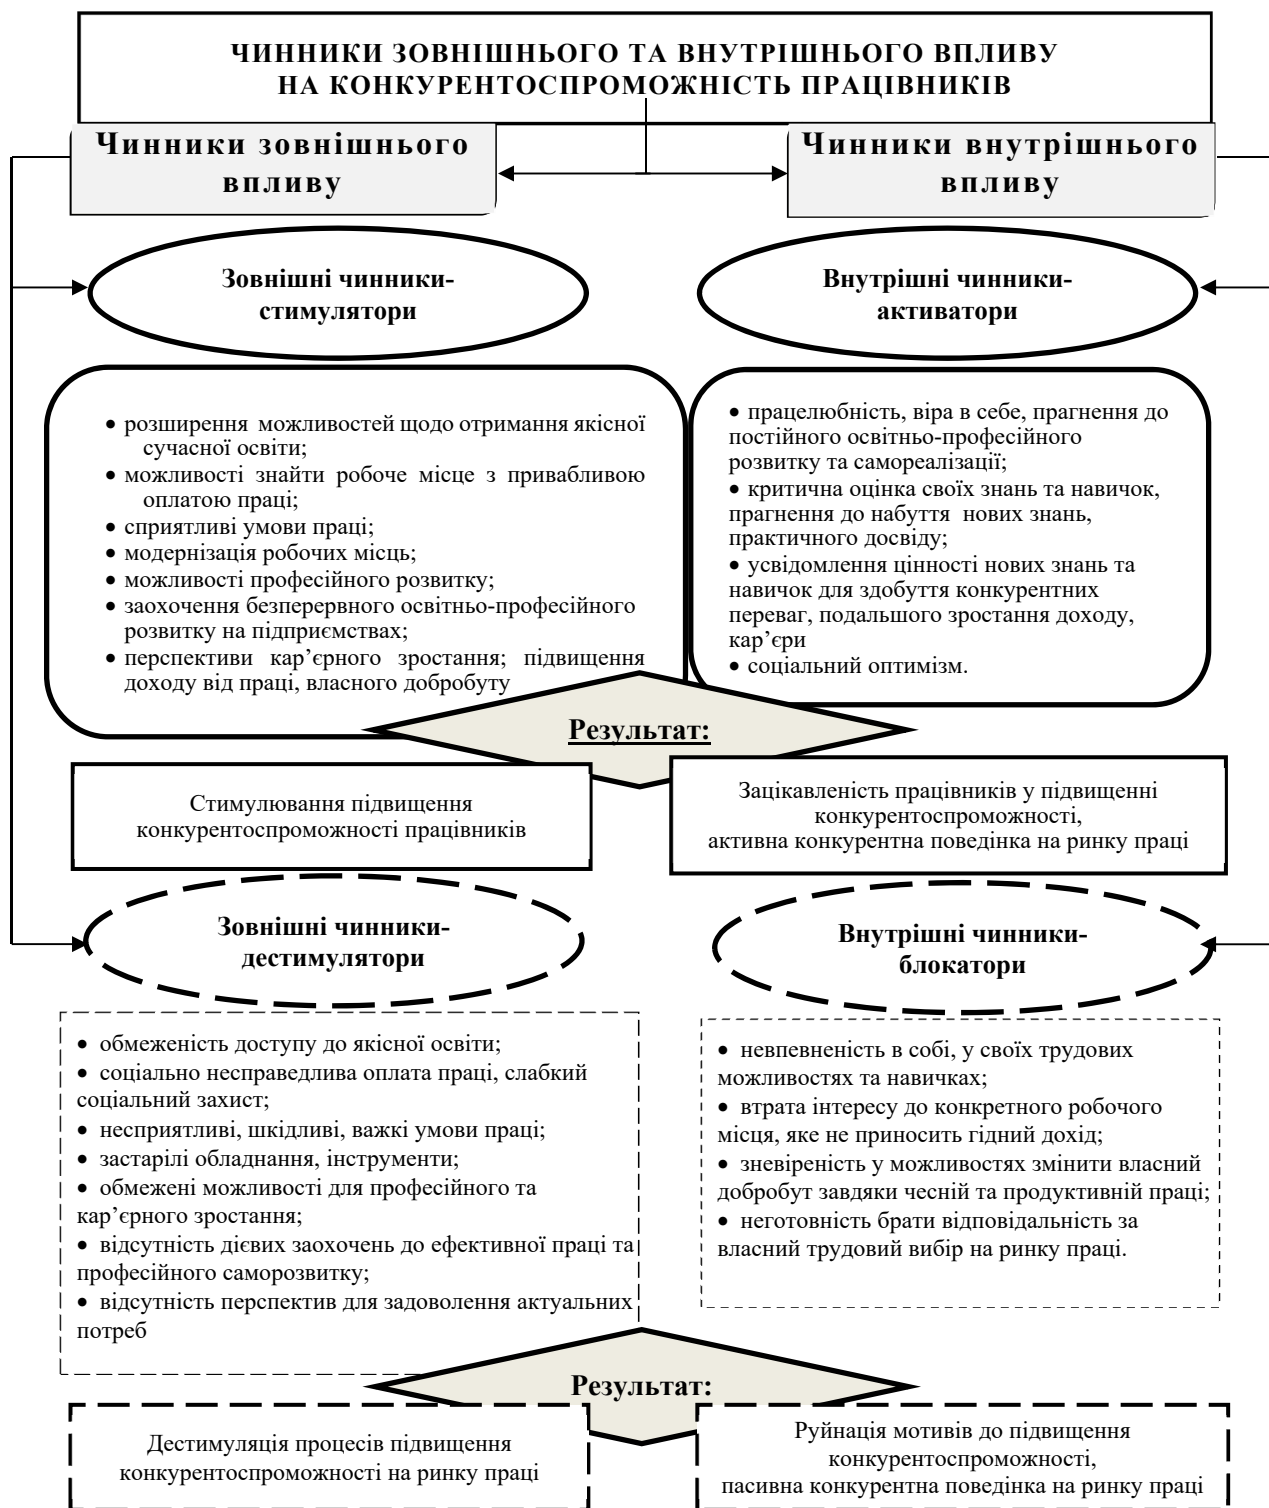 ЧИННИКИ ЗОВНІШНЬОГО ТА ВНУТРІШНЬОГО ВПЛИВУ
НА КОНКУРЕНТОСПРОМОЖНІСТЬ ПРАЦІВНИКІВ
Чинники зовнішнього
впливу
Чинники внутрішнього
впливу
Зовнішні чинники-
стимулятори
Внутрішні чинники-
активатори
• розширення можливостей щодо отримання якісної
сучасної освіти;
• можливості знайти робоче місце з привабливою
оплатою праці;
• сприятливі умови праці;
• модернізація робочих місць;
• можливості професійного розвитку;
• заохочення безперервного освітньо-професійного
розвитку на підприємствах;
• перспективи кар’єрного зростання; підвищення
доходу від праці, власного добробуту
• працелюбність, віра в себе, прагнення до
постійного освітньо-професійного
розвитку та самореалізації;
• критична оцінка своїх знань та навичок,
прагнення до набуття нових знань,
практичного досвіду;
• усвідомлення цінності нових знань та
навичок для здобуття конкурентних
переваг, подальшого зростання доходу,
кар’єри
• соціальний оптимізм.
Результат:
Стимулювання підвищення
конкурентоспроможності працівників
Зацікавленість працівників у підвищенні
конкурентоспроможності,
активна конкурентна поведінка на ринку праці
Зовнішні чинники-
дестимулятори
Внутрішні чинники-
блокатори
• обмеженість доступу до якісної освіти;
• соціально несправедлива оплата праці, слабкий
соціальний захист;
• несприятливі, шкідливі, важкі умови праці;
• застарілі обладнання, інструменти;
• обмежені можливості для професійного та
кар’єрного зростання;
• відсутність дієвих заохочень до ефективної праці та
професійного саморозвитку;
• відсутність перспектив для задоволення актуальних
потреб
• невпевненість в собі, у своїх трудових
можливостях та навичках;
• втрата інтересу до конкретного робочого
місця, яке не приносить гідний дохід;
• зневіреність у можливостях змінити власний
добробут завдяки чесній та продуктивній праці;
• неготовність брати відповідальність за
власний трудовий вибір на ринку праці.
Результат:
Дестимуляція процесів підвищення
конкурентоспроможності на ринку праці
Руйнація мотивів до підвищення
конкурентоспроможності,
пасивна конкурентна поведінка на ринку праці